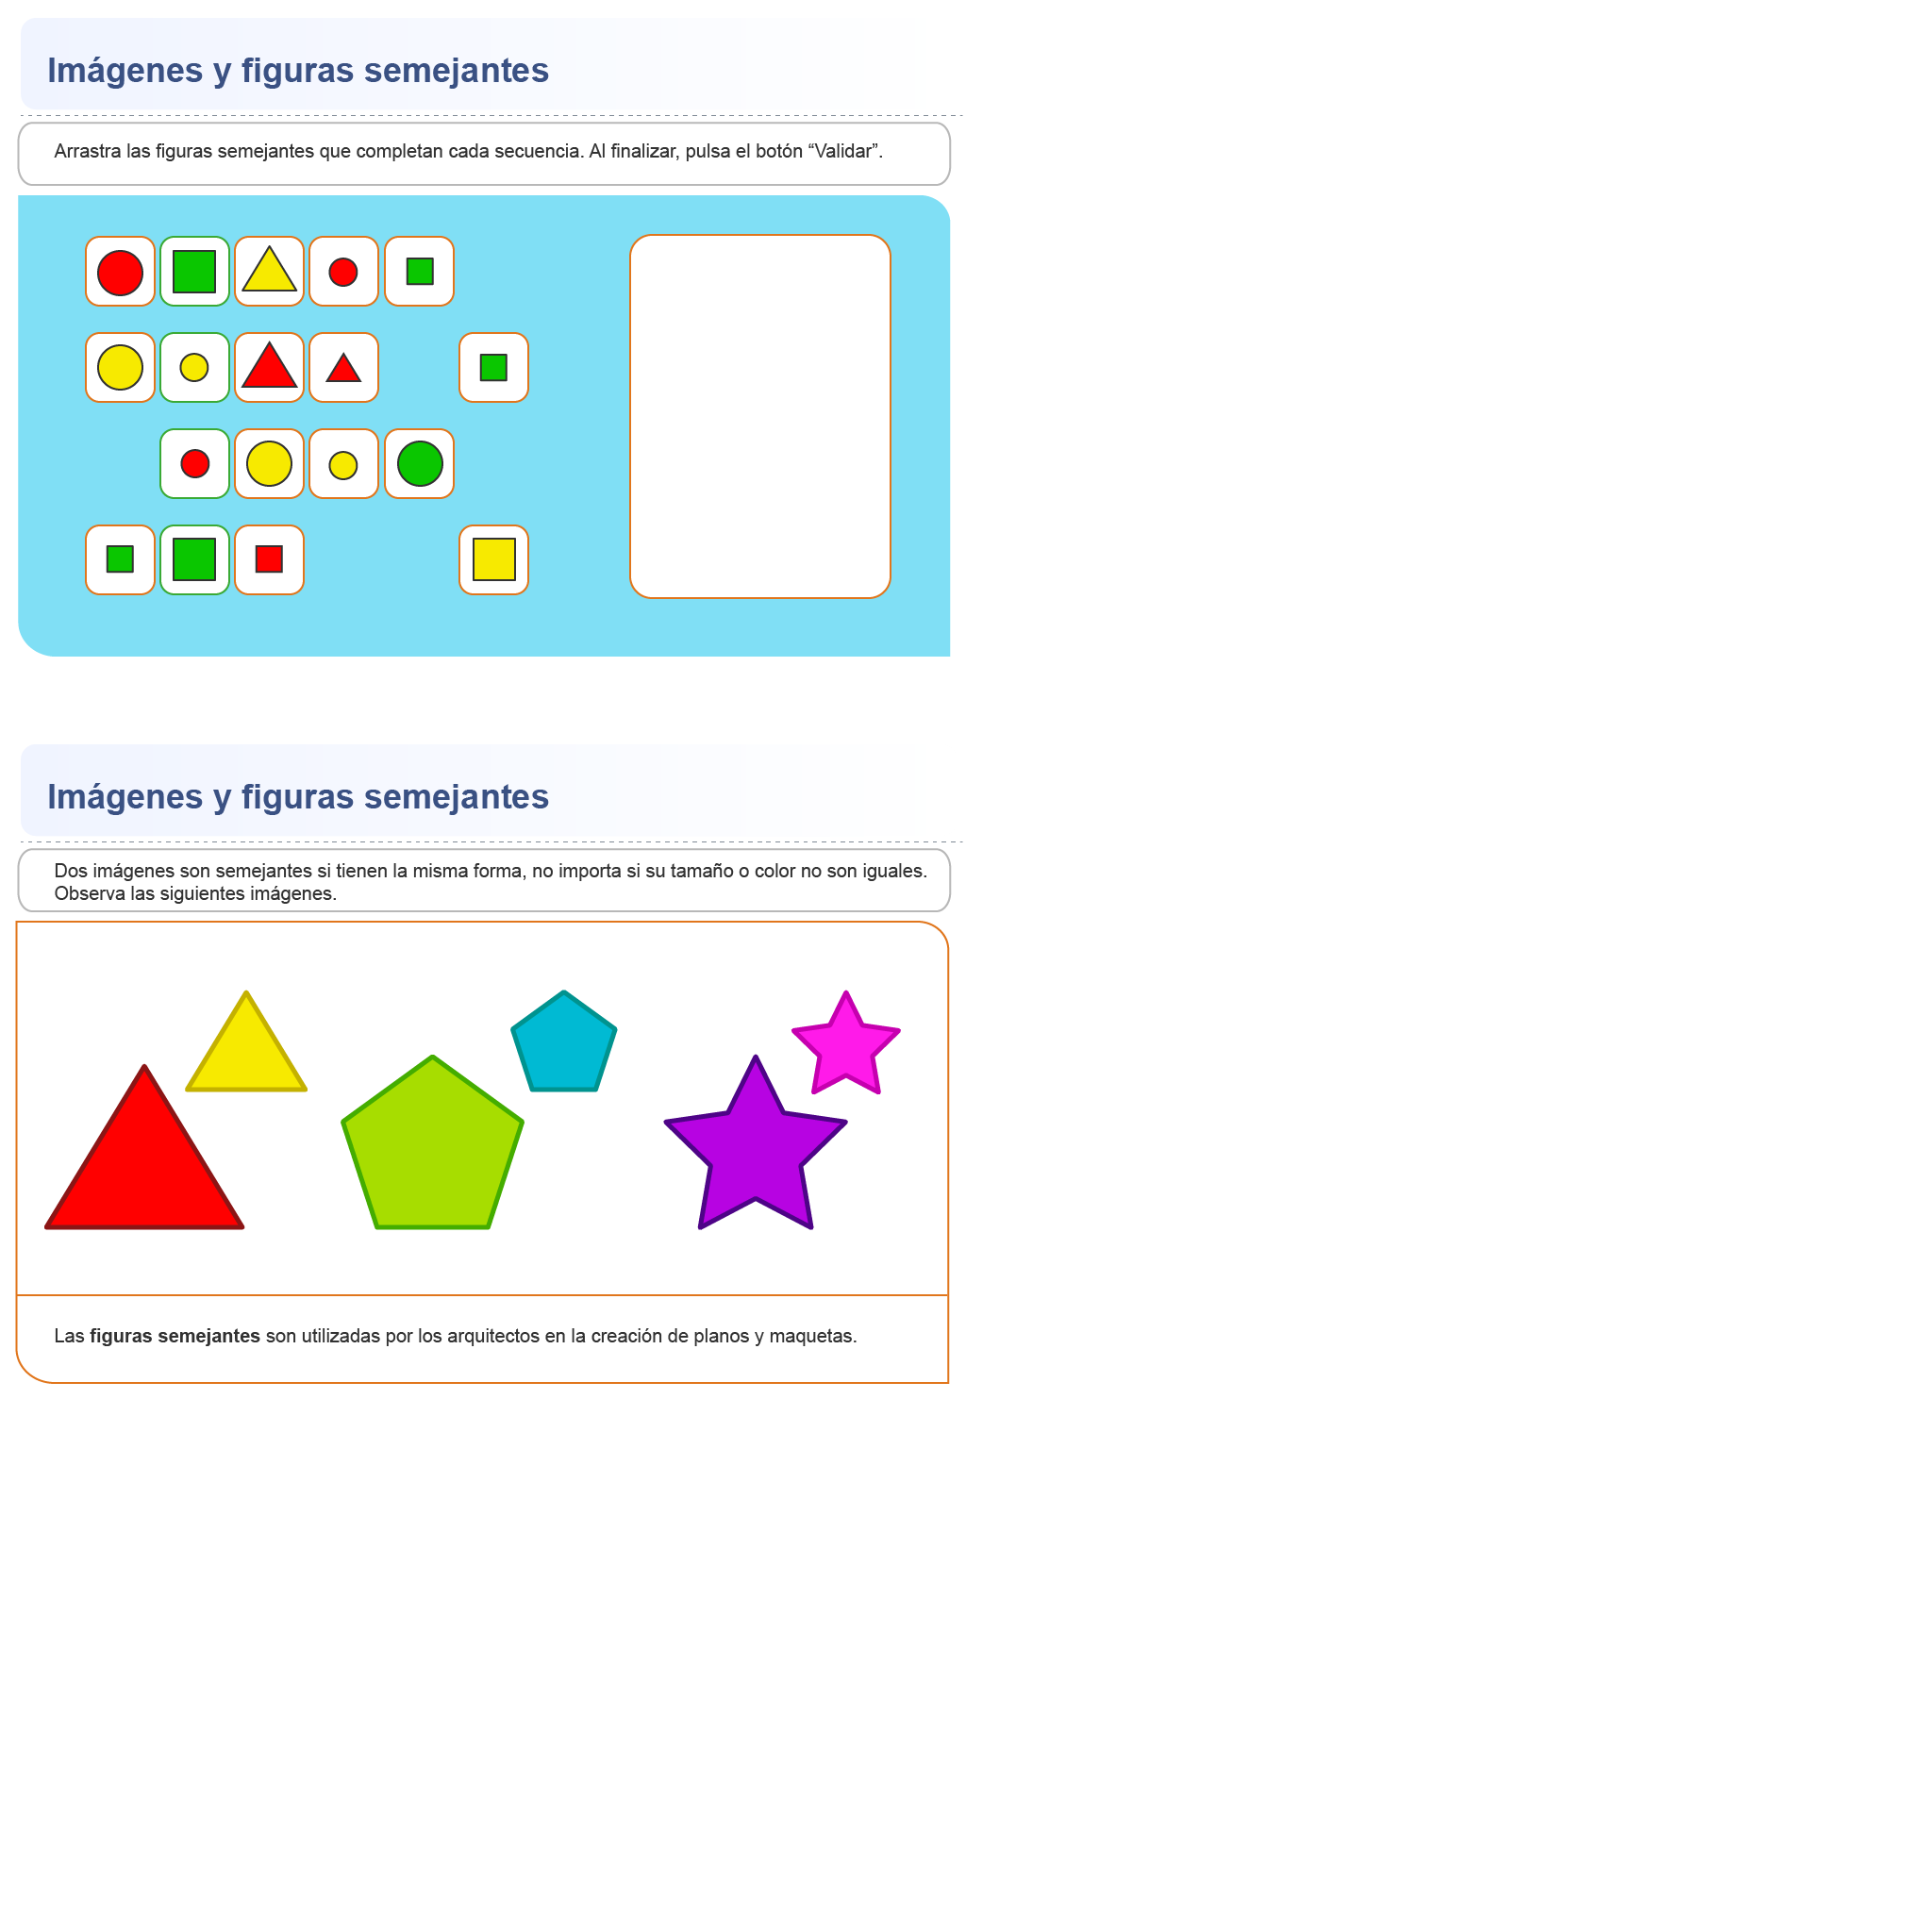 Imágenes y figuras semejantes
Arrastra las figuras semejantes que completan cada secuencia. Al finalizar, pulsa el botón “Validar”.
Imágenes y figuras semejantes
Dos imágenes son semejantes si tienen la misma forma, no importa si su tamaño o color no son iguales.
Observa las siguientes imágenes.
Las figuras semejantes son utilizadas por los arquitectos en la creación de planos y maquetas.